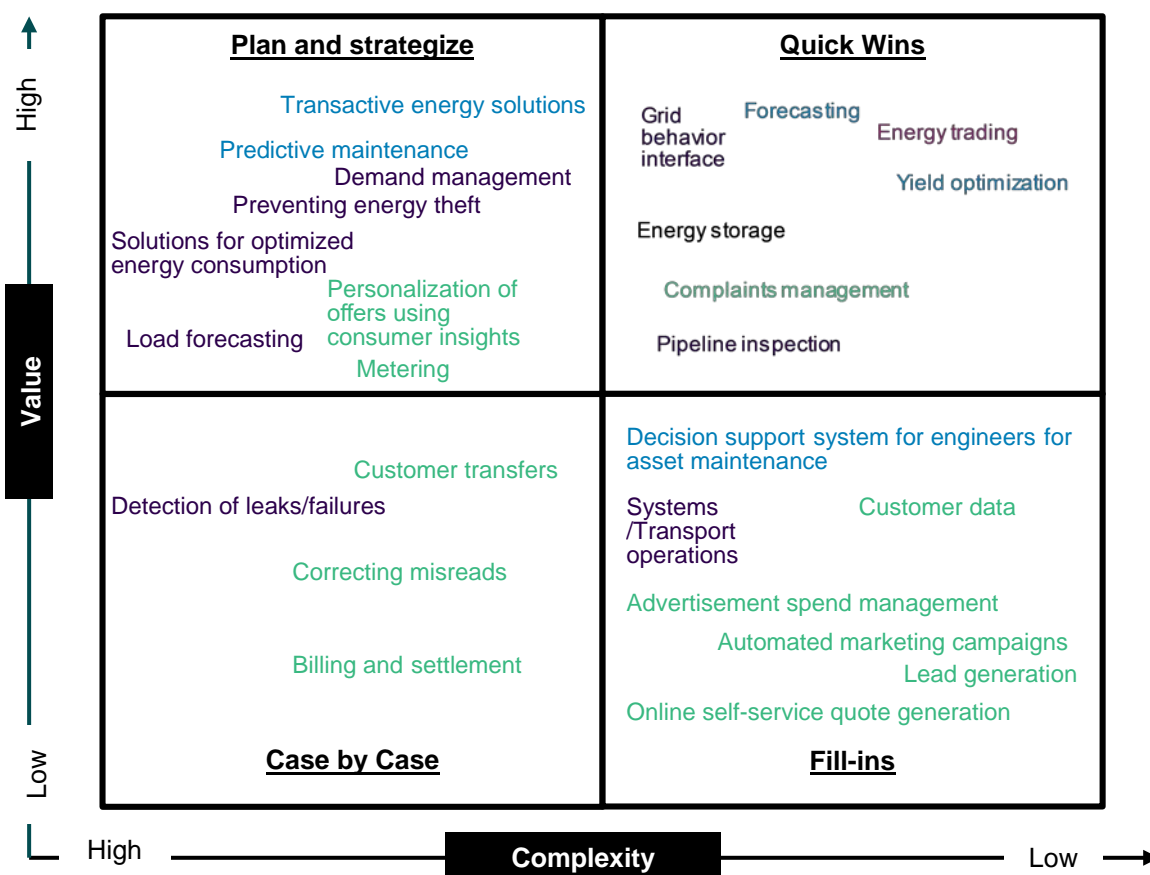 High
Value
Low
Plan and strategize
Transactive energy solutions
Predictive maintenance
Demand management
Preventing energy theft
Solutions for optimized
energy consumption
Personalization of
offers using
consumer insights
Load forecasting
Metering
Quick Wins
Grid
behavior
interface
Forecasting
Energy trading
Yield optimization
Energy storage
Complaints management
Pipeline inspection
Customer transfers
Detection of leaks/failures
Correcting misreads
Billing and settlement
Case by Case
Decision support system for engineers for
asset maintenance
Systems
/Transport
operations
Customer data
Advertisement spend management
Automated marketing campaigns
Lead generation
Online self-service quote generation
Fill-ins
High
Complexity
Low